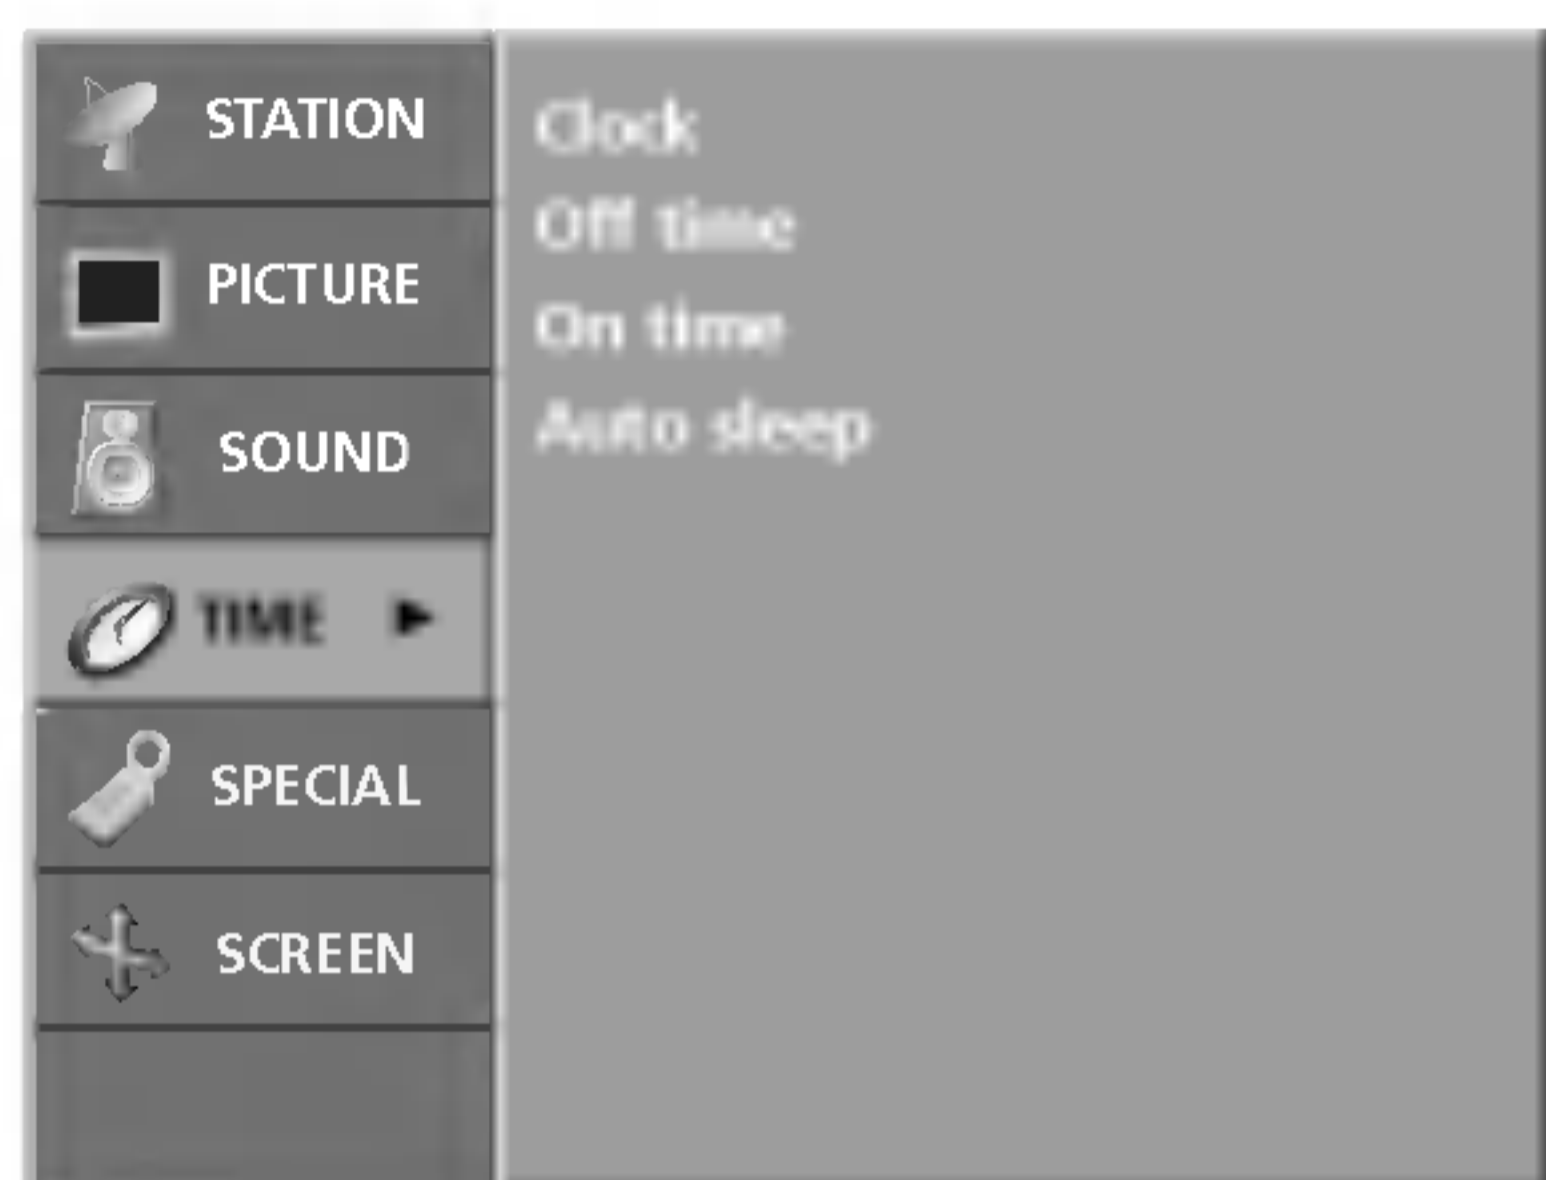 STATION
PICTURE
SOUND
TIME
SPECIAL
SCREEN
Clock
Off time
On time
Auto sleep